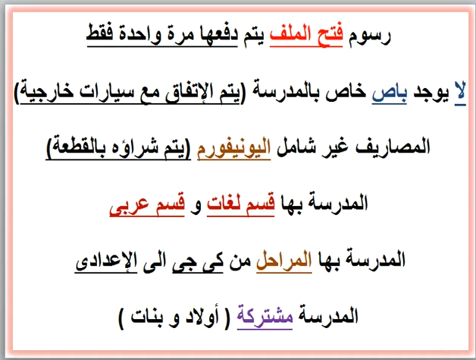 رسوم فتح الملف يتم دفعها مرة واحدة فقط
لا يوجد باص خاص بالمدرسة (يتم الإتفاق مع سيارات خارجية)
المصاريف غير شامل اليونيفورم (يتم شراؤه بالقطعة)
المدرسة بها قسم لغات و قسم عربى
المدرسة بها المراحل من كى جى الى الإعدادى
المدرسة مشتركة ( أولاد و بنات )